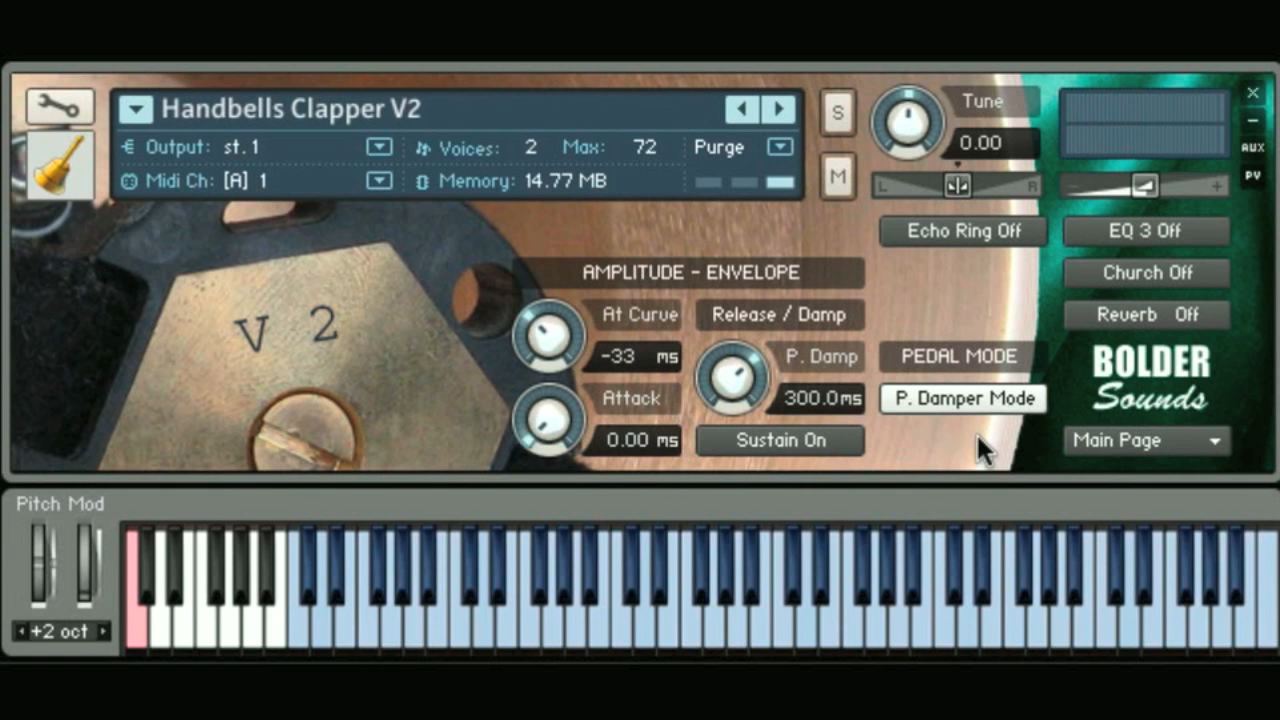 Handbells Clapper V2
Output: st. 1
Voices: 2 Max: 72
Purge
Midi Ch: [A] 1
Memory: 14.77 MB
S
M
Tune
0.00
L R
- +
×
-
AUX
PV
Echo Ring Off
EQ 3 Off
Church Off
Reverb Off
V 2
AMPLITUDE - ENVELOPE
At Curve
-33 ms
Attack
0.00 ms
Release / Damp
P. Damp
300.0ms
Sustain On
PEDAL MODE
P. Damper Mode
BOLDER
Sounds
Main Page
Pitch Mod
+2 oct